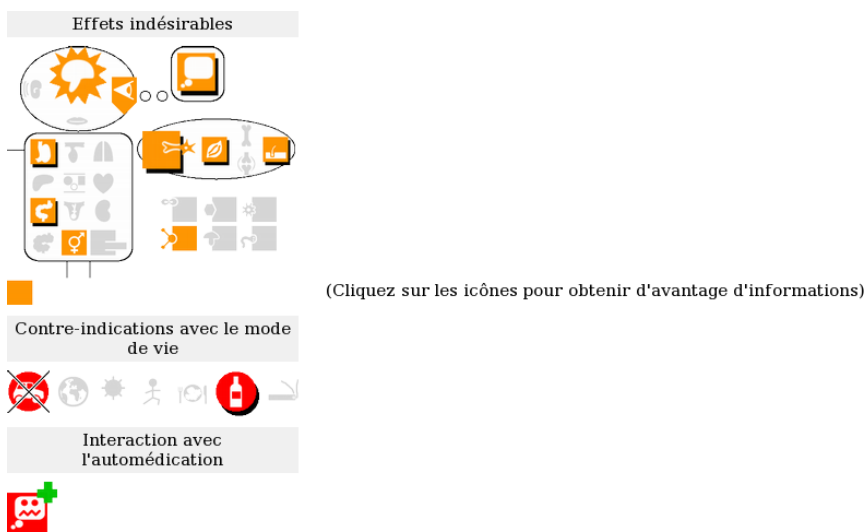 Effets indésirables
(Cliquez sur les icônes pour obtenir d'avantage d'informations)
Contre-indications avec le mode
de vie
Interaction avec
l'automédication